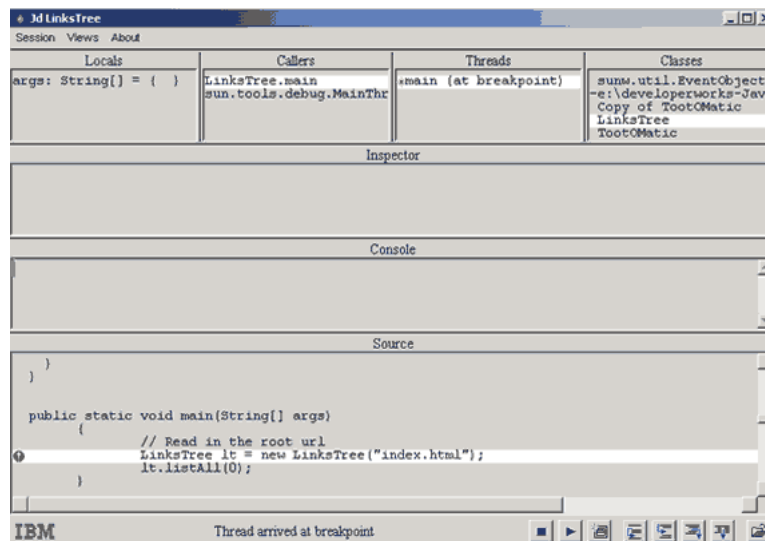 Jd LinksTree
Session Views About
Locals
args: String[] = { }
Callers
LinksTree.main
sun.tools.debug.MainThr
Threads
*main (at breakpoint)
Classes
sunw.util.EventObject
-e:\developerworks-Jav
Copy of TootOMatic
LinksTree
TootOMatic
Inspector
Console
Source
}
}
public static void main(String[] args)
{
// Read in the root url
LinksTree lt = new LinksTree("index.html");
lt.listAll(0);
}
IBM
Thread arrived at breakpoint